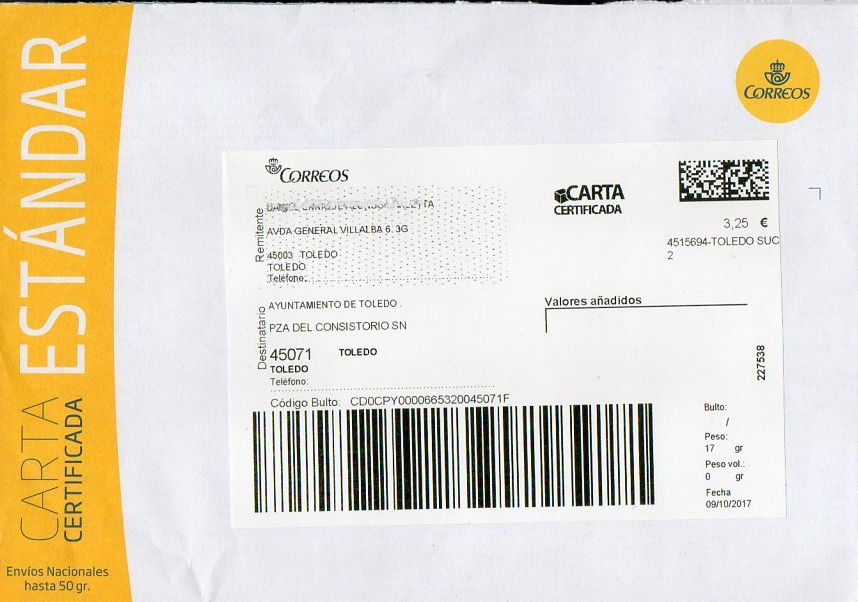 CARTA ESTÁNDAR
CERTIFICADA
Envíos Nacionales
hasta 50 gr.
CORREOS
CORREOS
CARTA
CERTIFICADA
3,25 €
4515694-TOLEDO SUC
2
Remitente
AVDA GENERAL VILLALBA 6. 3G
45003 TOLEDO
TOLEDO
Teléfono:
Destinatario
AYUNTAMIENTO DE TOLEDO .
PZA DEL CONSISTORIO SN
45071 TOLEDO
TOLEDO
Teléfono:
Valores añadidos
227538
Código Bulto: CD0CPY0000665320045071F
Bulto:
/
Peso:
17 gr
Peso vol.:
0 gr
Fecha
09/10/2017